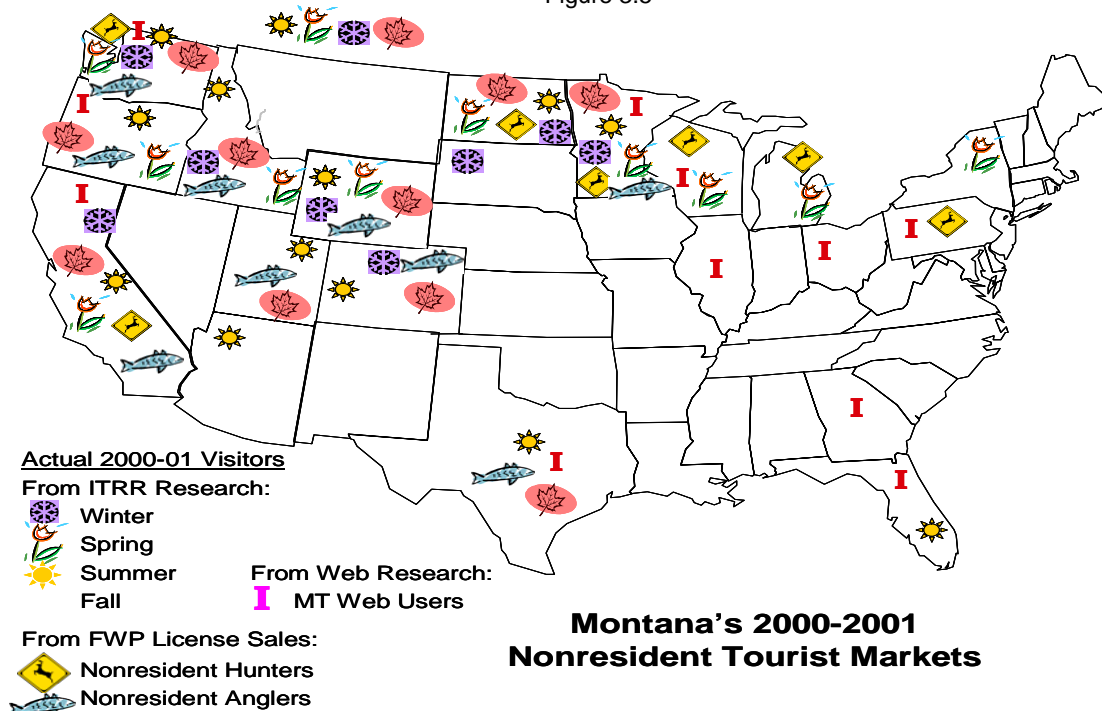 Actual 2000-01 Visitors
From ITRR Research:
Winter
Spring
Summer
Fall
From Web Research:
I MT Web Users
From FWP License Sales:
Nonresident Hunters
Nonresident Anglers
Montana's 2000-2001
Nonresident Tourist Markets